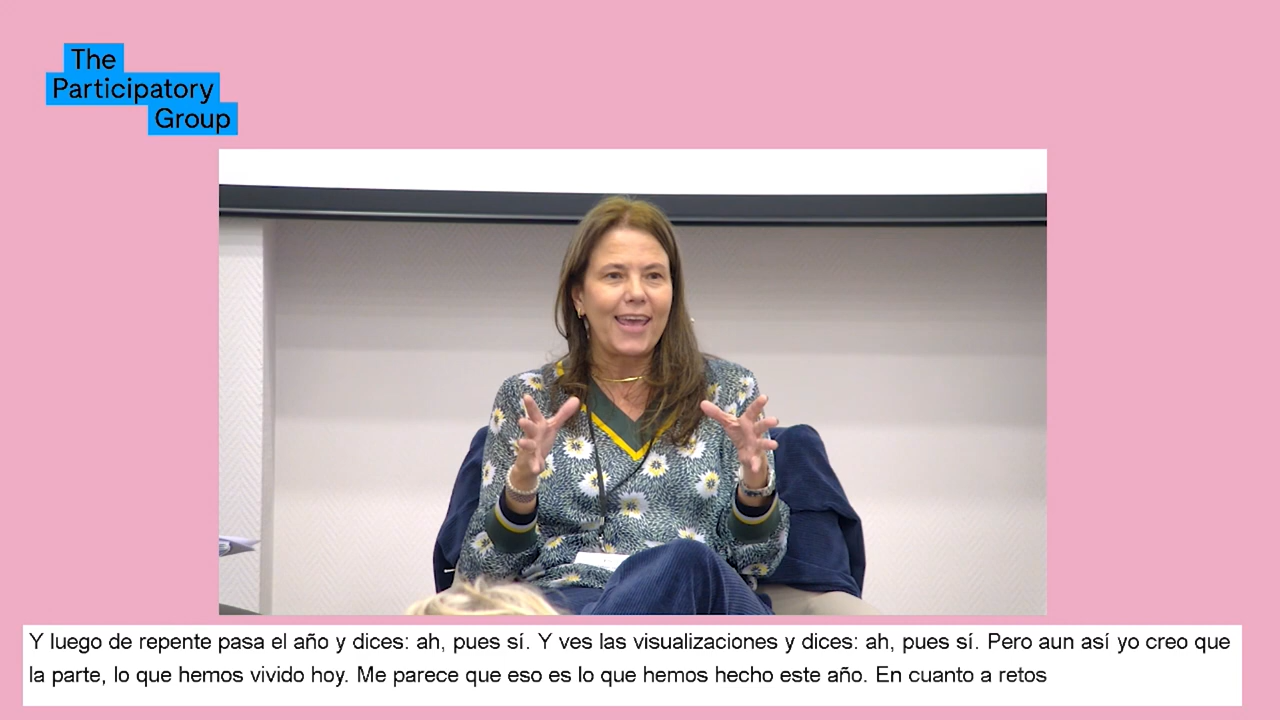 The
Participatory
Group
Y luego de repente pasa el año y dices: ah, pues sí. Y ves las visualizaciones y dices: ah, pues sí. Pero aun así yo creo que
la parte, lo que hemos vivido hoy. Me parece que eso es lo que hemos hecho este año. En cuanto a retos